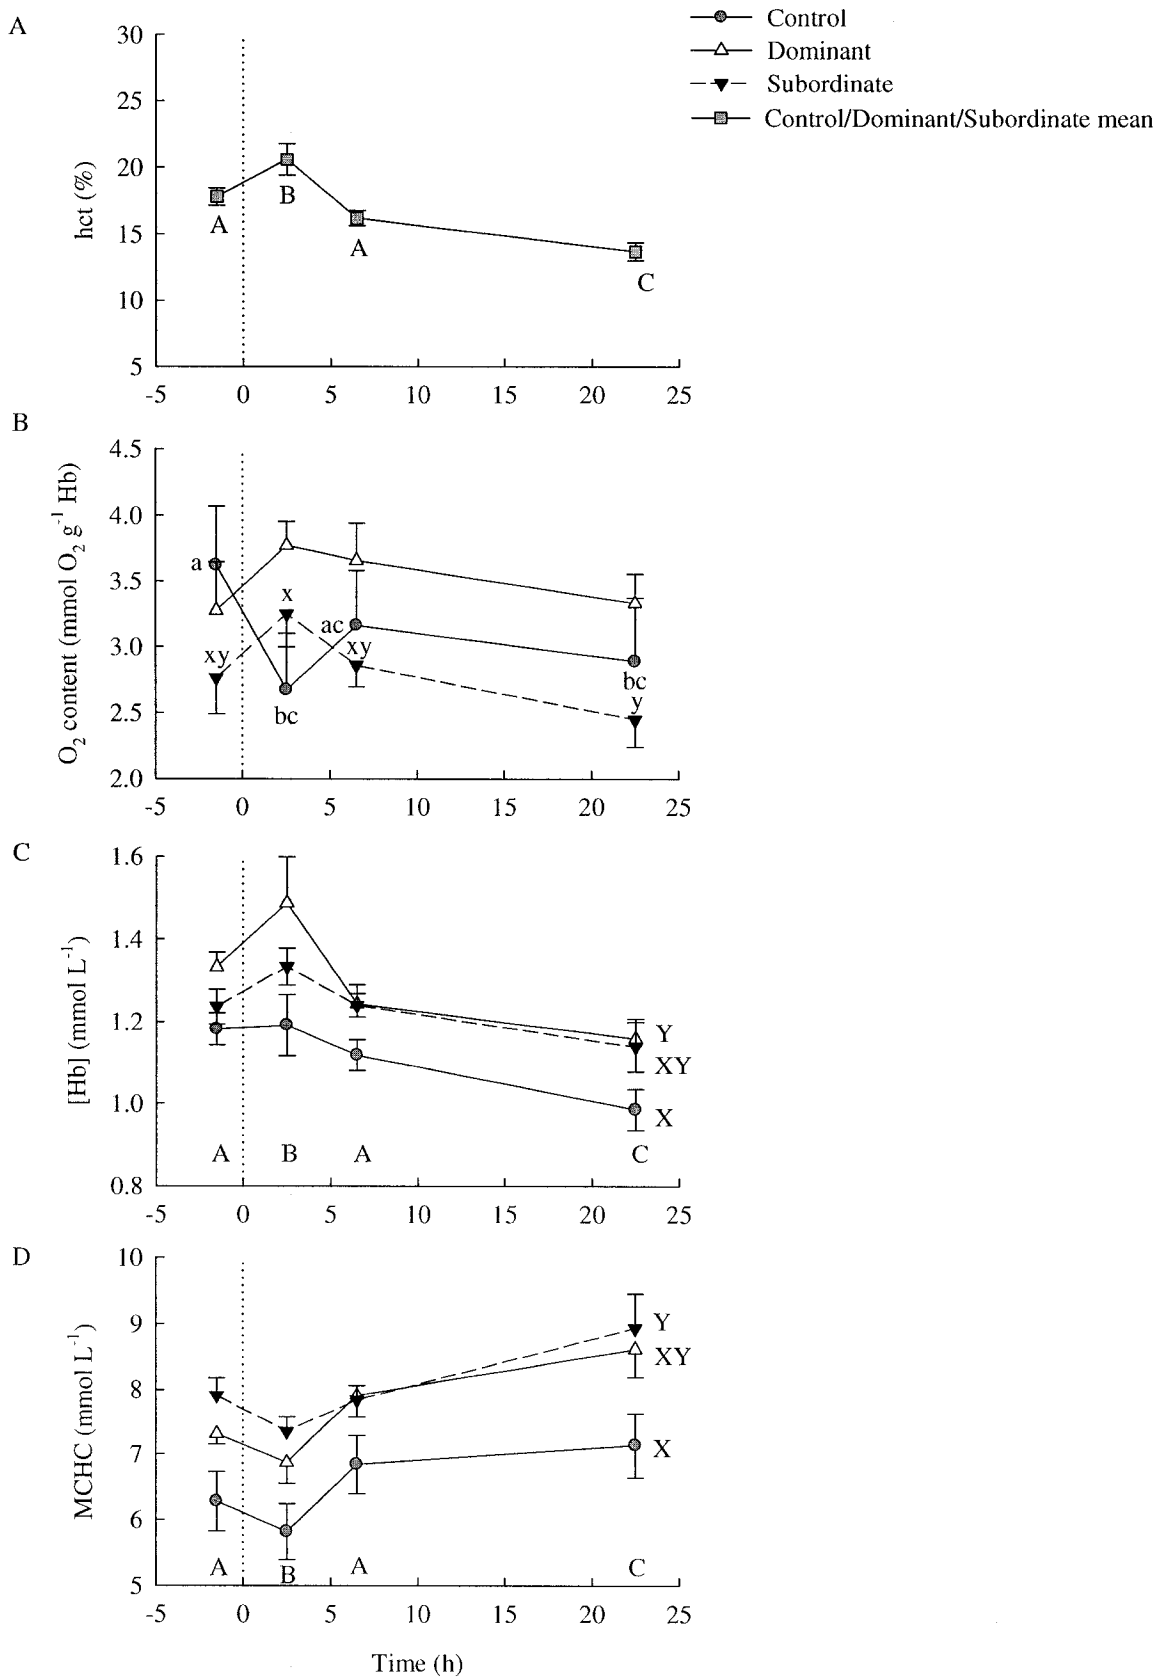 A
Control
Dominant
Subordinate
Control/Dominant/Subordinate mean
30
25
20
15
10
5
hct (%)
A
B
A
C
-5 0 5 10 15 20 25
B
4.5
4.0
3.5
3.0
2.5
2.0
O₂ content (mmol O₂ g⁻¹ Hb)
a
xy
x
bc
ac
xy
bc
y
-5 0 5 10 15 20 25
C
1.6
1.4
1.2
1.0
0.8
[Hb] (mmol L⁻¹)
Y
XY
X
A B A C
-5 0 5 10 15 20 25
D
10
9
8
7
6
5
MCHC (mmol L⁻¹)
Y
XY
X
A B A C
-5 0 5 10 15 20 25
Time (h)